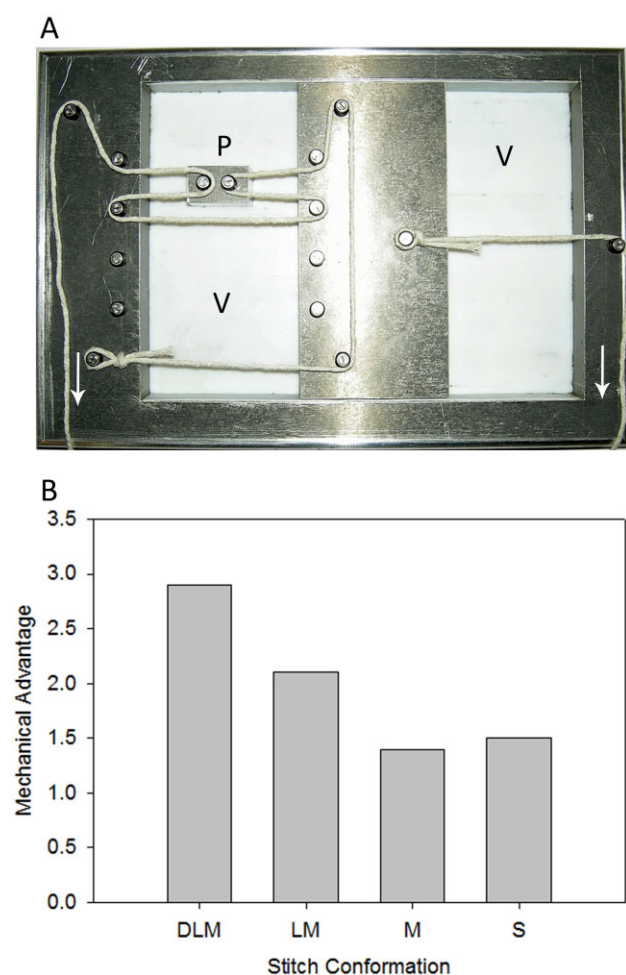 A
P
V
V
B
3.5
3.0
2.5
2.0
1.5
1.0
0.5
0.0
Mechanical Advantage
DLM LM M S
Stitch Conformation